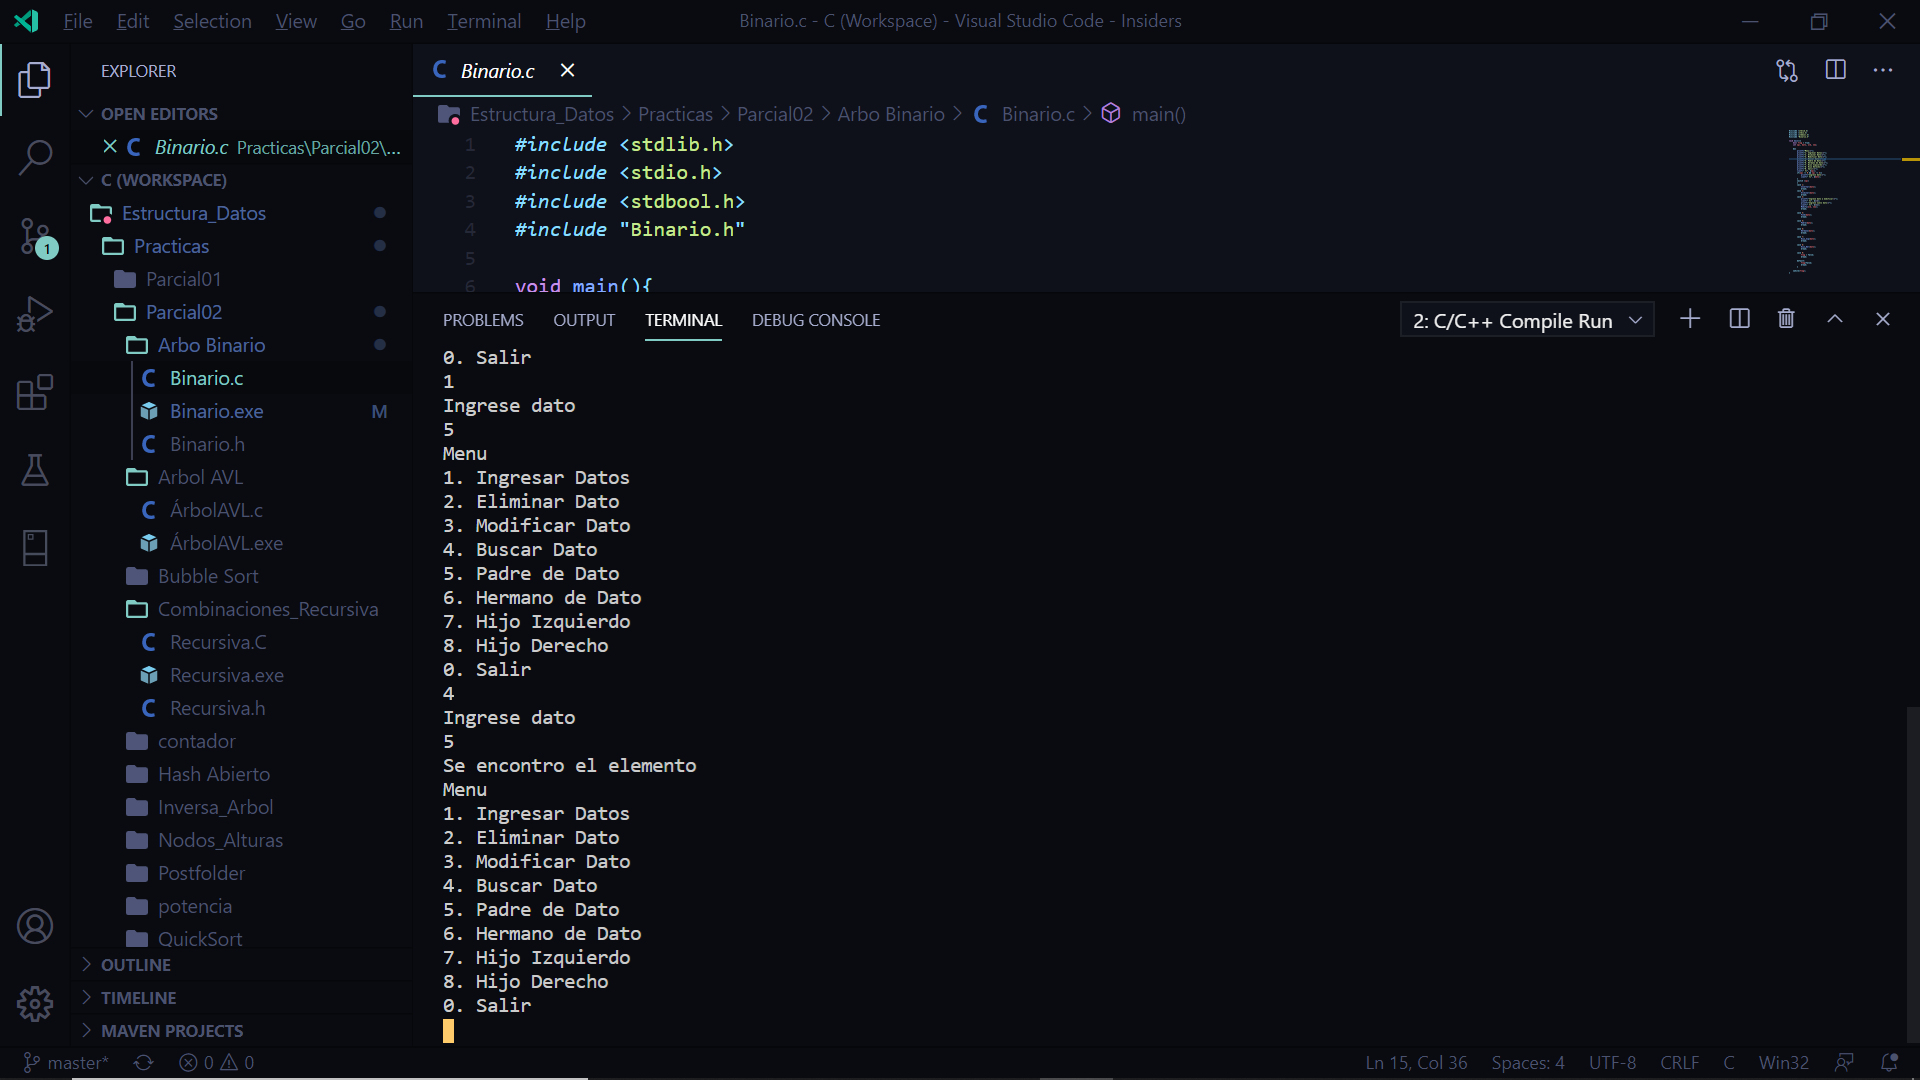 File Edit Selection View Go Run Terminal Help
Binario.c - C (Workspace) - Visual Studio Code - Insiders
EXPLORER
OPEN EDITORS
Binario.c Practicas\Parcial02\...
C (WORKSPACE)
Estructura_Datos
Practicas
Parcial01
Parcial02
Arbo Binario
Binario.c
Binario.exe M
Binario.h
Arbol AVL
ÁrbolAVL.c
ÁrbolAVL.exe
Bubble Sort
Combinaciones_Recursiva
Recursiva.C
Recursiva.exe
Recursiva.h
contador
Hash Abierto
Inversa_Arbol
Nodos_Alturas
Postfolder
potencia
QuickSort
OUTLINE
TIMELINE
MAVEN PROJECTS
1
Binario.c
Estructura_Datos > Practicas > Parcial02 > Arbo Binario > C Binario.c > main()
1 #include <stdlib.h>
2 #include <stdio.h>
3 #include <stdbool.h>
4 #include "Binario.h"
5
6 void main(){
PROBLEMS OUTPUT TERMINAL DEBUG CONSOLE
2: C/C++ Compile Run
0. Salir
1
Ingrese dato
5
Menu
1. Ingresar Datos
2. Eliminar Dato
3. Modificar Dato
4. Buscar Dato
5. Padre de Dato
6. Hermano de Dato
7. Hijo Izquierdo
8. Hijo Derecho
0. Salir
4
Ingrese dato
5
Se encontro el elemento
Menu
1. Ingresar Datos
2. Eliminar Dato
3. Modificar Dato
4. Buscar Dato
5. Padre de Dato
6. Hermano de Dato
7. Hijo Izquierdo
8. Hijo Derecho
0. Salir
master* 0 0
Ln 15, Col 36 Spaces: 4 UTF-8 CRLF C Win32